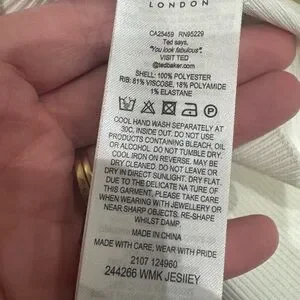 LONDON
CA25459 RN95229
Ted says,
"You look fabulous".
VISIT TED
@tedbaker.com
SHELL: 100% POLYESTER
RIB: 81% VISCOSE, 18% POLYAMIDE
1% ELASTANE
COOL HAND WASH SEPARATELY AT
30C, INSIDE OUT. DO NOT USE
PRODUCTS CONTAINING BLEACH, OIL
OR ALCOHOL. DO NOT TUMBLE DRY.
COOL IRON ON REVERSE. MAY BE
DRY CLEANED. DO NOT LEAVE OR
DRY IN DIRECT SUNLIGHT. DRY FLAT.
DUE TO THE DELICATE NA TURE OF
THIS GARMENT, PLEASE TAKE CARE
WHEN WEARING WITH JEWELLERY OR
NEAR SHARP OBJECTS. RE-SHAPE
WHILST DAMP.
MADE IN CHINA
MADE WITH CARE, WEAR WITH PRIDE
2107 124960
244266 WMK JESIIEY